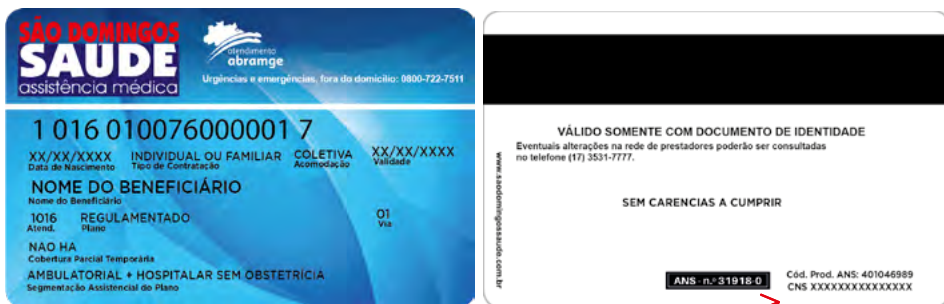 SÃO DOMINGOS
SAUDE
assistência médica
atendimento
abramge
Urgências e emergências, fora do domicílio: 0800-722-7511
1 016 010076000001 7
XX/XX/XXXX INDIVIDUAL OU FAMILIAR COLETIVA XX/XX/XXXX
Data de Nascimento Tipo de Contratação Acomodação Validade
NOME DO BENEFICIÁRIO
Nome do Beneficiário
1016 REGULAMENTADO 01
Atend. Plano Via
NAO HA
Cobertura Parcial Temporária
AMBULATORIAL + HOSPITALAR SEM OBSTETRÍCIA
Segmentação Assistencial do Plano
VÁLIDO SOMENTE COM DOCUMENTO DE IDENTIDADE
Eventuais alterações na rede de prestadores poderão ser consultadas
no telefone (17) 3531-7777.
www.saodomingossaude.com.br
SEM CARENCIAS A CUMPRIR
ANS - n.º 31918-0
Cód. Prod. ANS: 401046989
CNS XXXXXXXXXXXXXXX